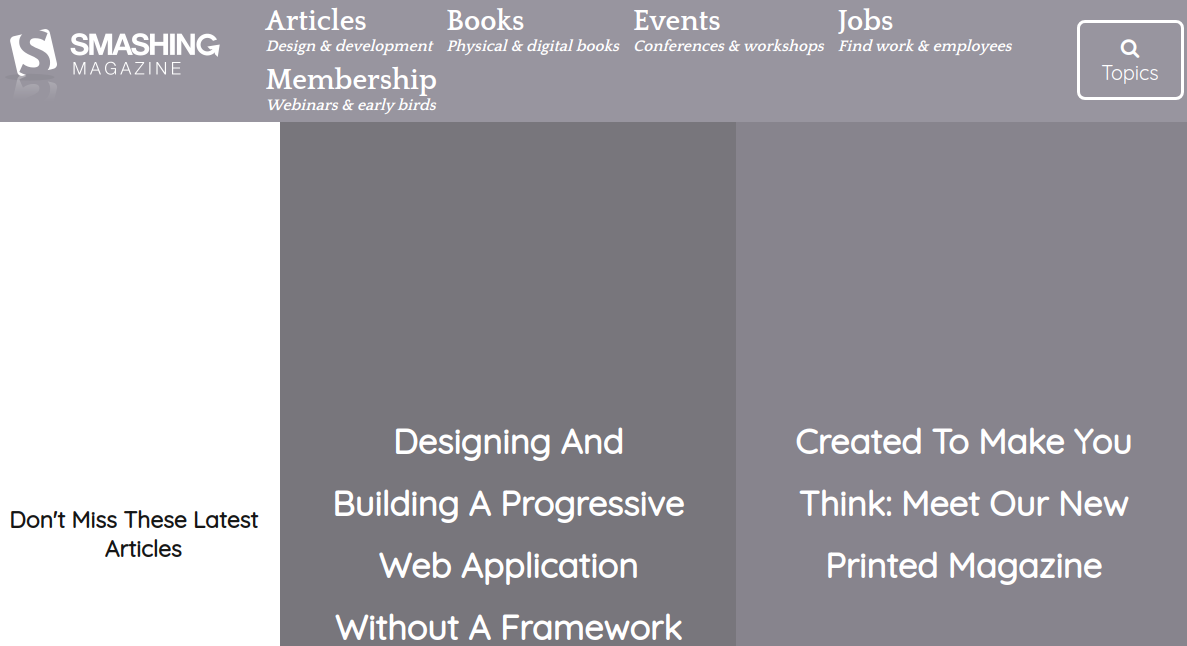 SMASHING
MAGAZINE
Articles
Design & development
Books
Physical & digital books
Events
Conferences & workshops
Jobs
Find work & employees
Membership
Webinars & early birds
Topics
Don't Miss These Latest
Articles
Designing And
Building A Progressive
Web Application
Without A Framework
Created To Make You
Think: Meet Our New
Printed Magazine